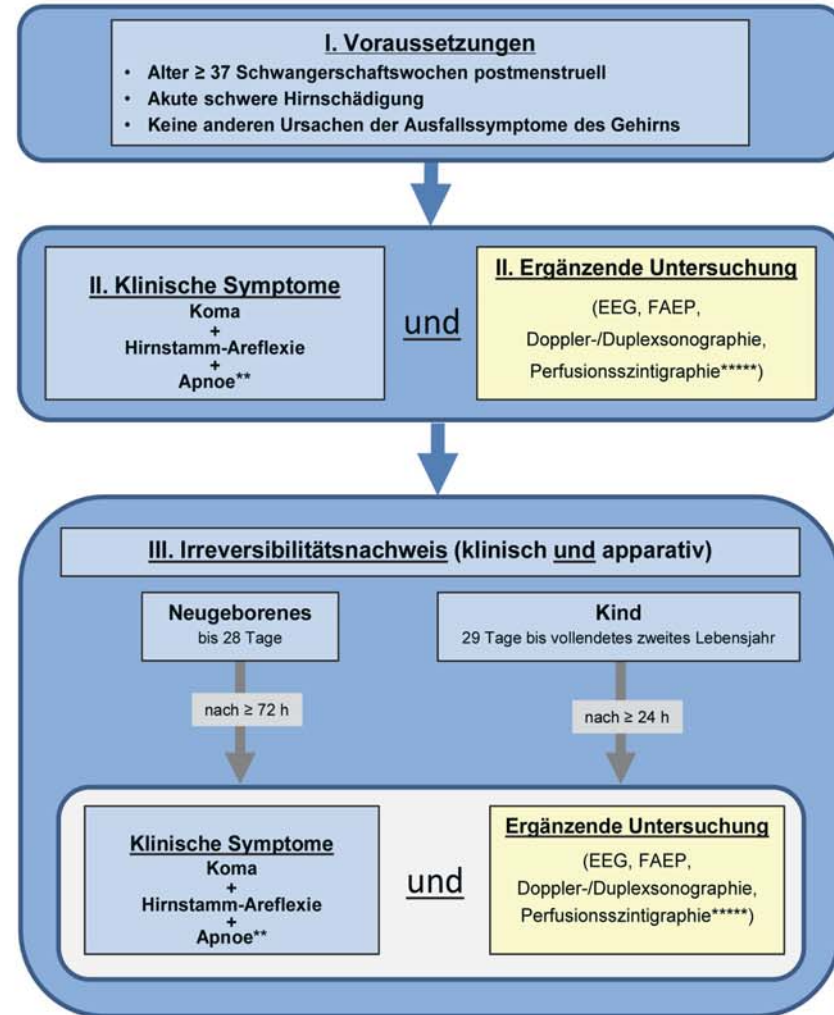 I. Voraussetzungen
• Alter ≥ 37 Schwangerschaftswochen postmenstruell
• Akute schwere Hirnschädigung
• Keine anderen Ursachen der Ausfallssymptome des Gehirns
II. Klinische Symptome
Koma
+
Hirnstamm-Areflexie
+
Apnoe**
und
II. Ergänzende Untersuchung
(EEG, FAEP,
Doppler-/Duplexsonographie,
Perfusionsszintigraphie*****)
III. Irreversibilitätsnachweis (klinisch und apparativ)
Neugeborenes
bis 28 Tage
nach ≥ 72 h
Kind
29 Tage bis vollendetes zweites Lebensjahr
nach ≥ 24 h
Klinische Symptome
Koma
+
Hirnstamm-Areflexie
+
Apnoe**
und
Ergänzende Untersuchung
(EEG, FAEP,
Doppler-/Duplexsonographie,
Perfusionsszintigraphie*****)